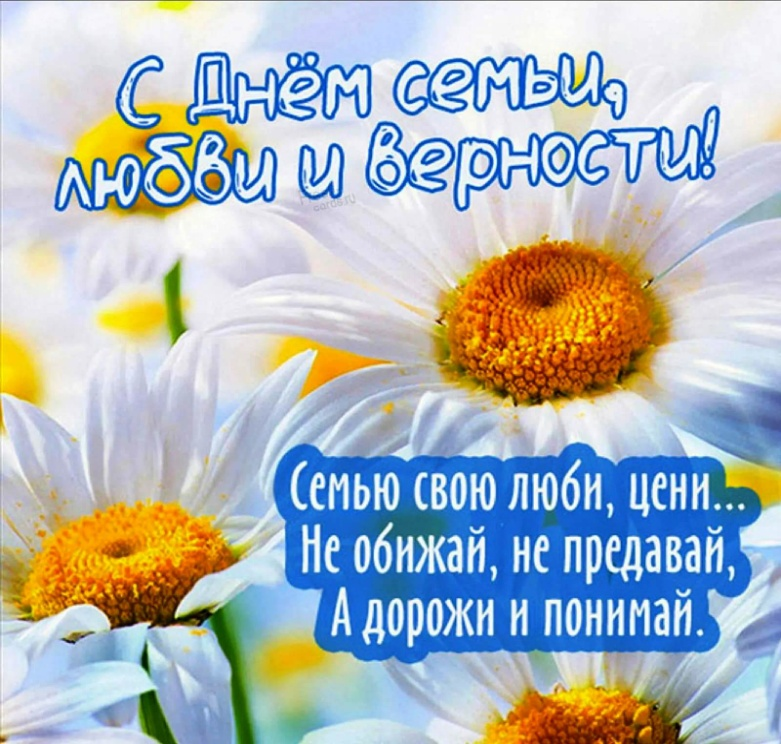 С Днём семьи,
любви и верности!
Семью свою люби, цени...
Не обижай, не предавай,
А дорожи и понимай.